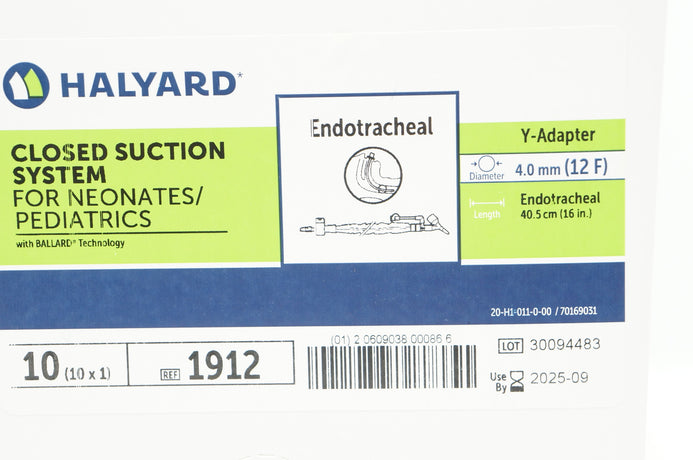 HALYARD*
CLOSED SUCTION
SYSTEM
FOR NEONATES/
PEDIATRICS
with BALLARD* Technology
Endotracheal
Y-Adapter
Diameter
4.0 mm (12 F)
Length
Endotracheal
40.5 cm (16 in.)
20-H1-011-0-00 / 70169031
10 (10 x 1)
REF 1912
(01) 2 0609038 00086 6
LOT 30094483
Use
By 2025-09